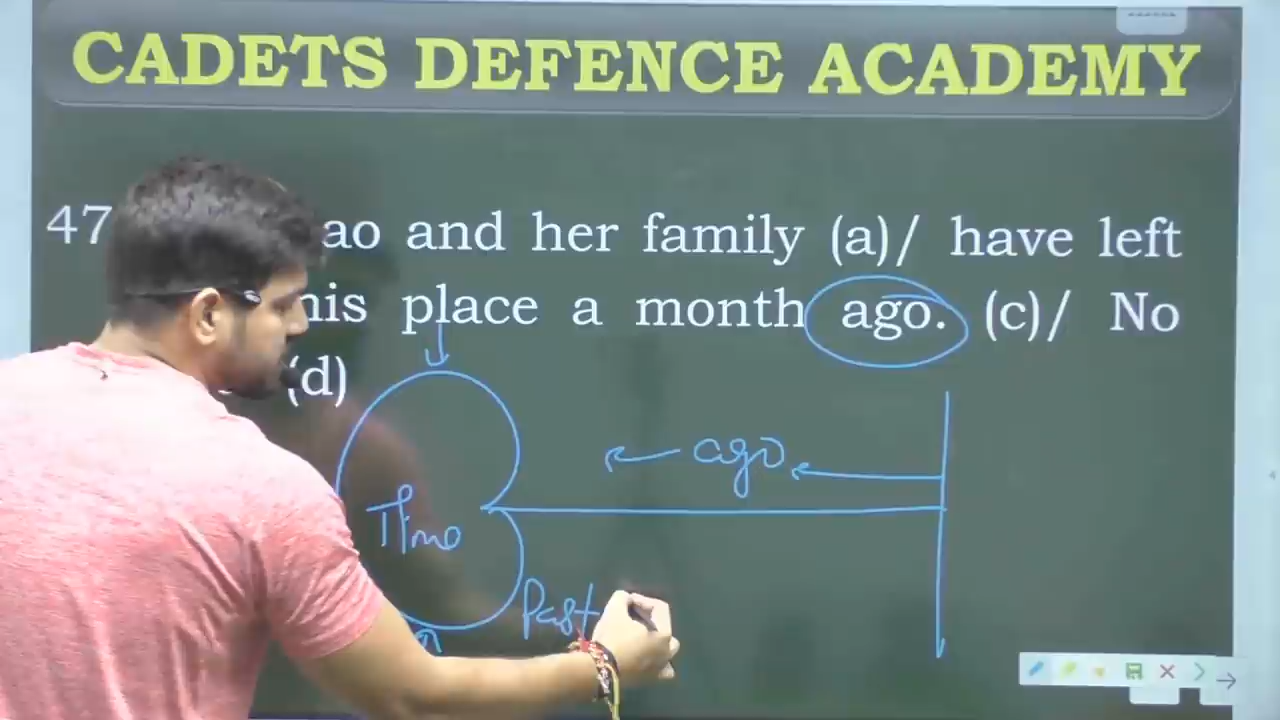 CADETS DEFENCE ACADEMY
47 ao and her family (a)/ have left
his place a month ago. (c)/ No
(d)
ago
Time
Past